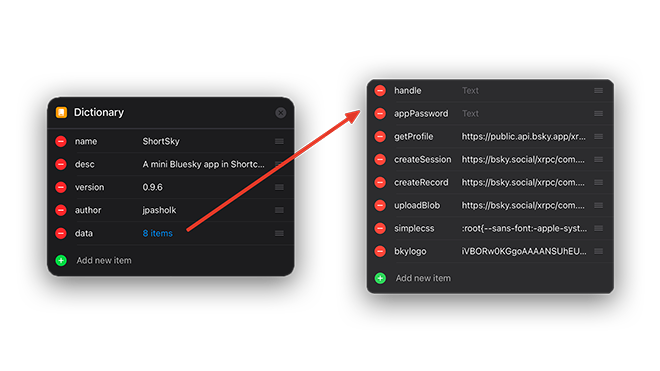 Dictionary
name ShortSky
desc A mini Bluesky app in Shortc...
version 0.9.6
author jpasholk
data 8 items
Add new item
handle Text
appPassword Text
getProfile https://public.api.bsky.app/xr...
createSession https://bsky.social/xrpc/com....
createRecord https://bsky.social/xrpc/com....
uploadBlob https://bsky.social/xrpc/com....
simplecss :root{--sans-font:-apple-syst...
bkylogo iVBORw0KGgoAAAANSUhEU...
Add new item